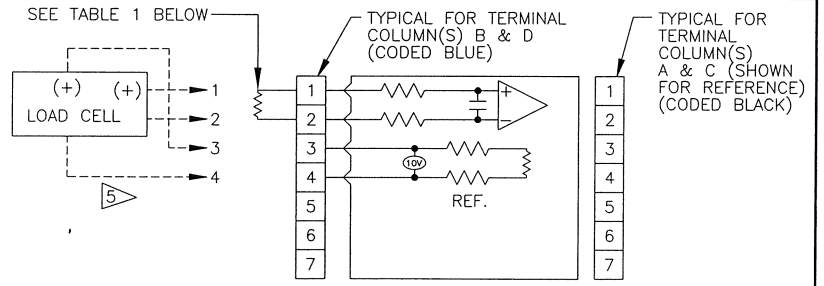 SEE TABLE 1 BELOW
TYPICAL FOR TERMINAL
COLUMN(S) B & D
(CODED BLUE)
TYPICAL FOR
TERMINAL
COLUMN(S)
A & C (SHOWN
FOR REFERENCE)
(CODED BLACK)
(+) (+)
LOAD CELL
1
2
3
4
5
1
2
3
4
5
6
7
+
−
10V
REF.
1
2
3
4
5
6
7